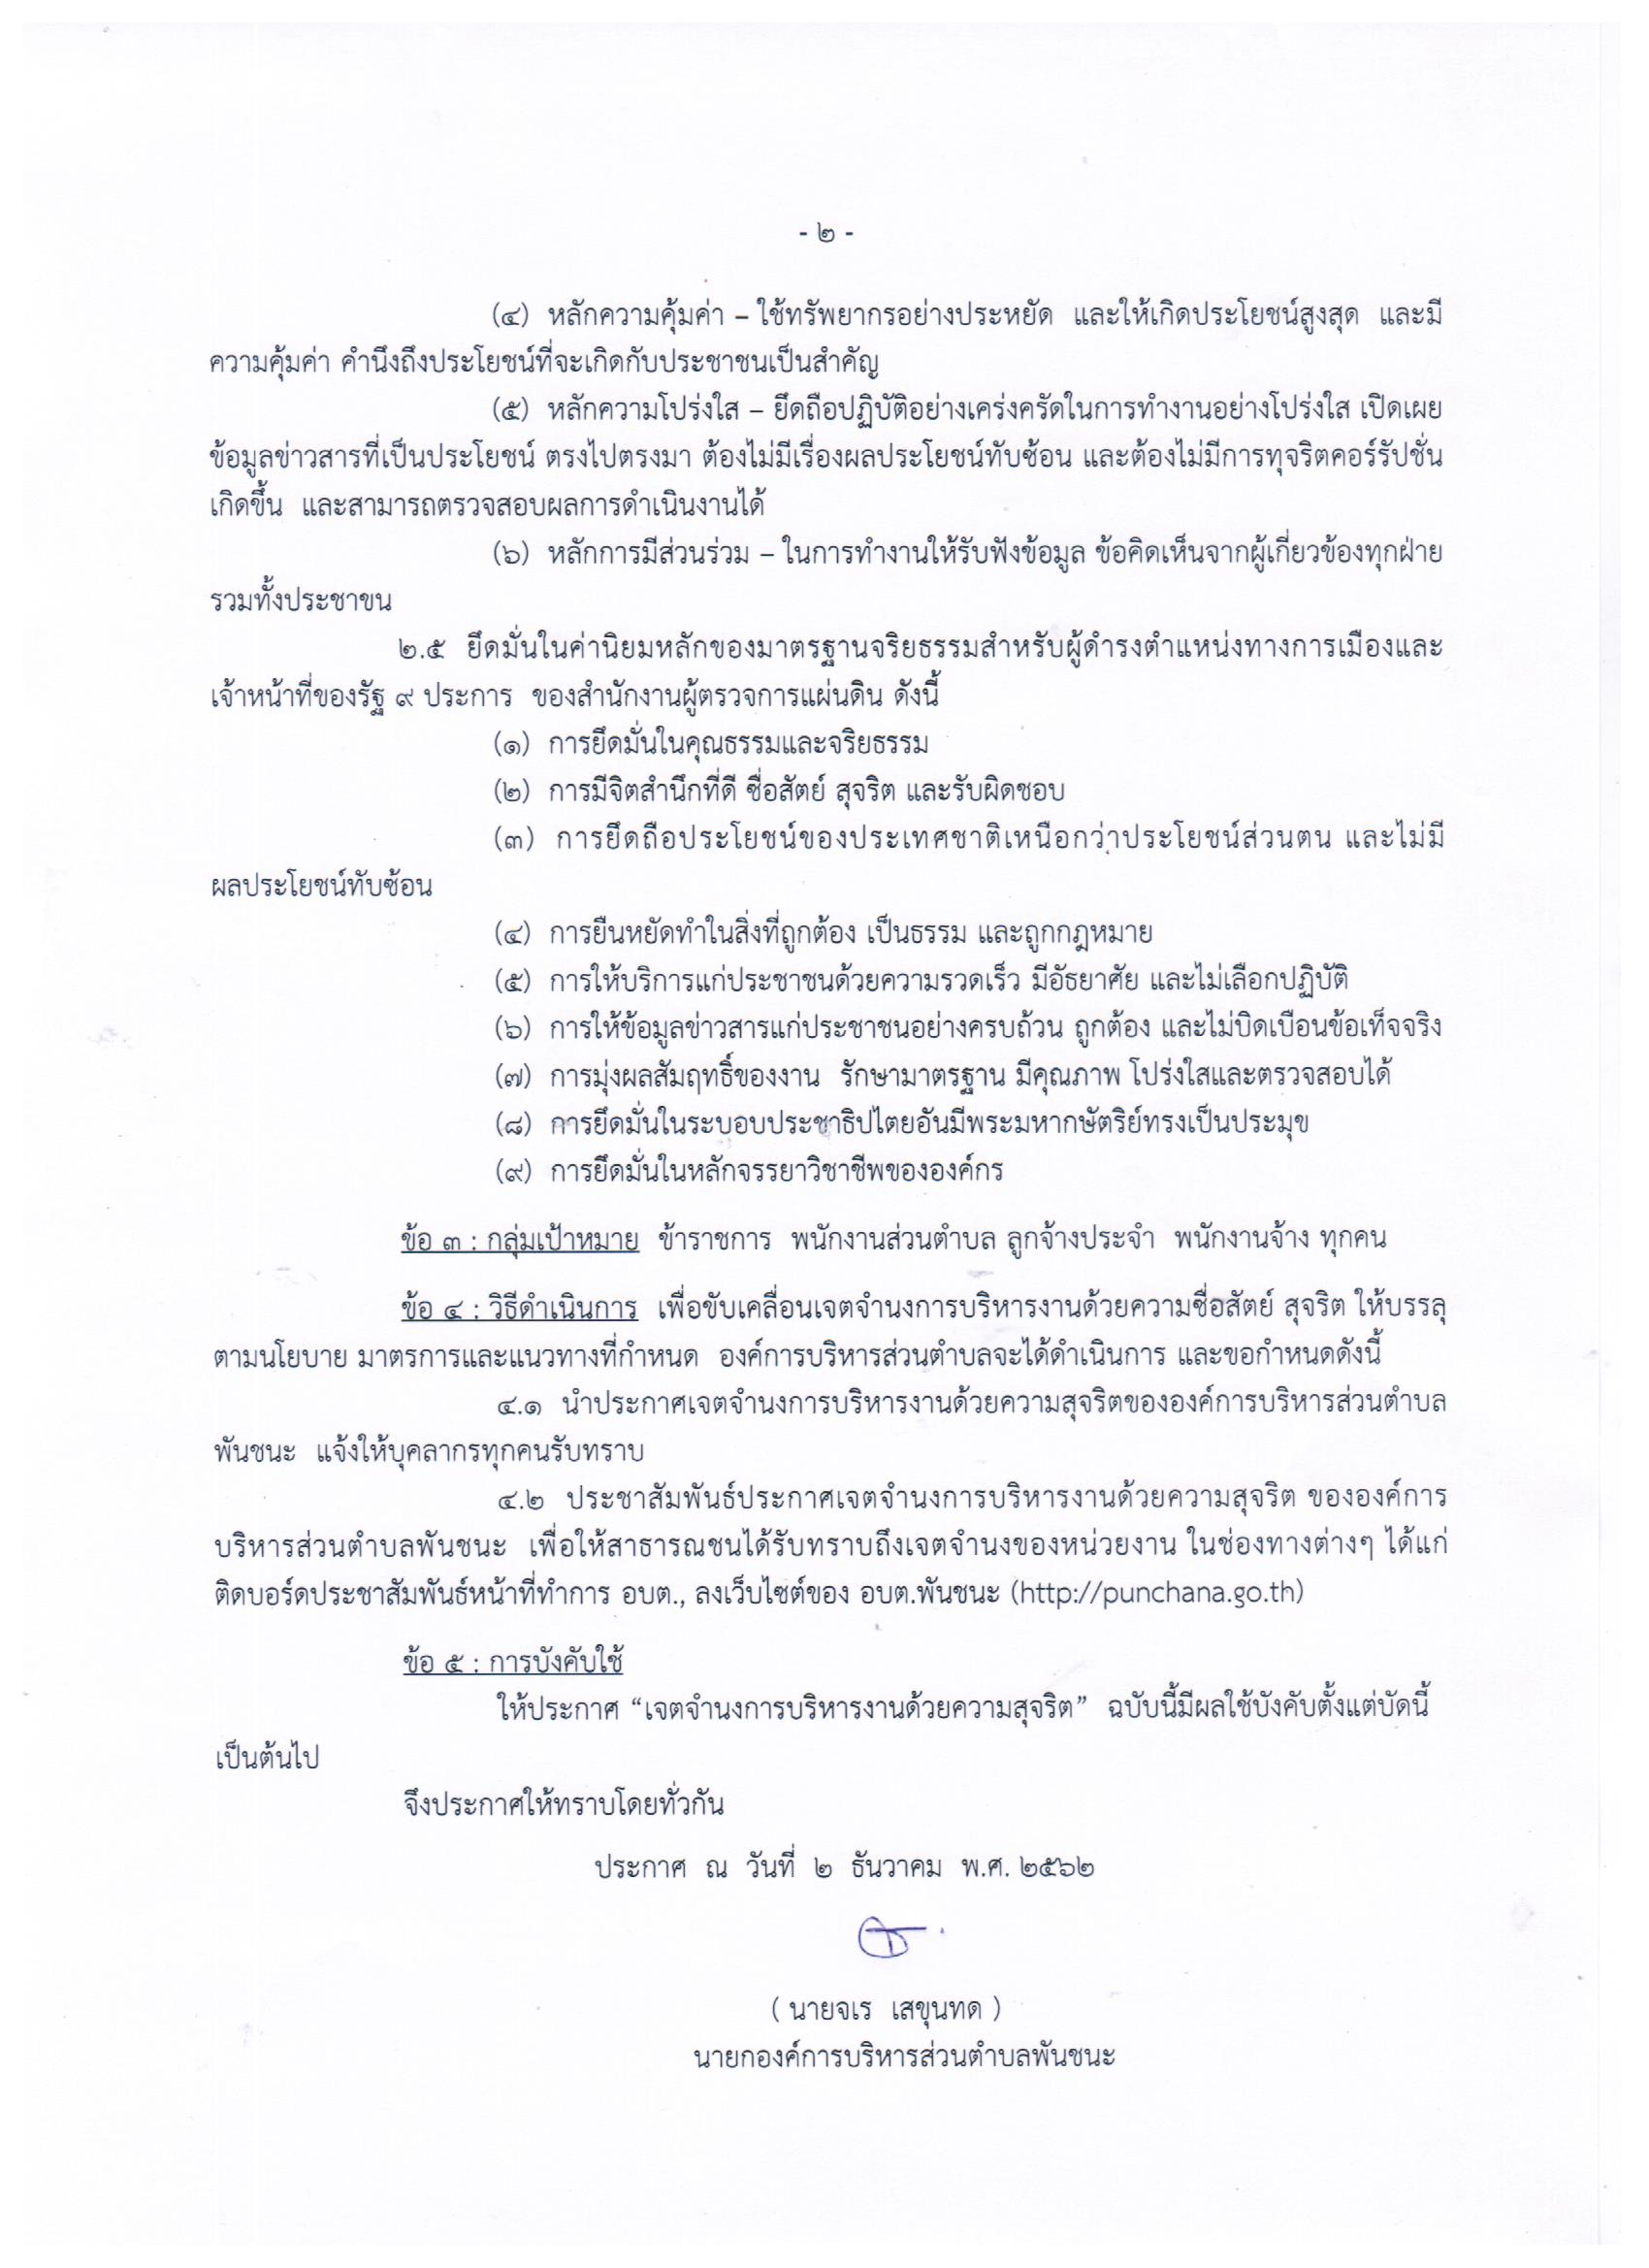 - ๒ -
(๔) หลักความคุ้มค่า – ใช้ทรัพยากรอย่างประหยัด และให้เกิดประโยชน์สูงสุด และมี
ความคุ้มค่า คำนึงถึงประโยชน์ที่จะเกิดกับประชาชนเป็นสำคัญ
(๕) หลักความโปร่งใส – ยึดถือปฏิบัติอย่างเคร่งครัดในการทำงานอย่างโปร่งใส เปิดเผย
ข้อมูลข่าวสารที่เป็นประโยชน์ ตรงไปตรงมา ต้องไม่มีเรื่องผลประโยชน์ทับซ้อน และต้องไม่มีการทุจริตคอร์รัปชั่น
เกิดขึ้น และสามารถตรวจสอบผลการดำเนินงานได้
(๖) หลักการมีส่วนร่วม – ในการทำงานให้รับฟังข้อมูล ข้อคิดเห็นจากผู้เกี่ยวข้องทุกฝ่าย
รวมทั้งประชาขน
๒.๕ ยึดมั่นในค่านิยมหลักของมาตรฐานจริยธรรมสำหรับผู้ดำรงตำแหน่งทางการเมืองและ
เจ้าหน้าที่ของรัฐ ๙ ประการ ของสำนักงานผู้ตรวจการแผ่นดิน ดังนี้
(๑) การยึดมั่นในคุณธรรมและจริยธรรม
(๒) การมีจิตสำนึกที่ดี ซื่อสัตย์ สุจริต และรับผิดชอบ
(๓) การยึดถือประโยชน์ของประเทศชาติเหนือกว่าประโยชน์ส่วนตน และไม่มี
ผลประโยชน์ทับซ้อน
(๔) การยืนหยัดทำในสิ่งที่ถูกต้อง เป็นธรรม และถูกกฎหมาย
(๕) การให้บริการแก่ประชาชนด้วยความรวดเร็ว มีอัธยาศัย และไม่เลือกปฏิบัติ
(๖) การให้ข้อมูลข่าวสารแก่ประชาชนอย่างครบถ้วน ถูกต้อง และไม่บิดเบือนข้อเท็จจริง
(๗) การมุ่งผลสัมฤทธิ์ของงาน รักษามาตรฐาน มีคุณภาพ โปร่งใสและตรวจสอบได้
(๘) การยึดมั่นในระบอบประชาธิปไตยอันมีพระมหากษัตริย์ทรงเป็นประมุข
(๙) การยึดมั่นในหลักจรรยาวิชาชีพขององค์กร
ข้อ ๓ : กลุ่มเป้าหมาย ข้าราชการ พนักงานส่วนตำบล ลูกจ้างประจำ พนักงานจ้าง ทุกคน
ข้อ ๔ : วิธีดำเนินการ เพื่อขับเคลื่อนเจตจำนงการบริหารงานด้วยความซื่อสัตย์ สุจริต ให้บรรลุ
ตามนโยบาย มาตรการและแนวทางที่กำหนด องค์การบริหารส่วนตำบลจะได้ดำเนินการ และขอกำหนดดังนี้
๔.๑ นำประกาศเจตจำนงการบริหารงานด้วยความสุจริตขององค์การบริหารส่วนตำบล
พันชนะ แจ้งให้บุคลากรทุกคนรับทราบ
๔.๒ ประชาสัมพันธ์ประกาศเจตจำนงการบริหารงานด้วยความสุจริต ขององค์การ
บริหารส่วนตำบลพันชนะ เพื่อให้สาธารณชนได้รับทราบถึงเจตจำนงของหน่วยงาน ในช่องทางต่างๆ ได้แก่
ติดบอร์ดประชาสัมพันธ์หน้าที่ทำการ อบต., ลงเว็บไซต์ของ อบต.พันชนะ (http://punchana.go.th)
ข้อ ๕ : การบังคับใช้
ให้ประกาศ “เจตจำนงการบริหารงานด้วยความสุจริต” ฉบับนี้มีผลใช้บังคับตั้งแต่บัดนี้
เป็นต้นไป
จึงประกาศให้ทราบโดยทั่วกัน
ประกาศ ณ วันที่ ๒ ธันวาคม พ.ศ. ๒๕๖๒
( นายจเร เสขุนทด )
นายกองค์การบริหารส่วนตำบลพันชนะ